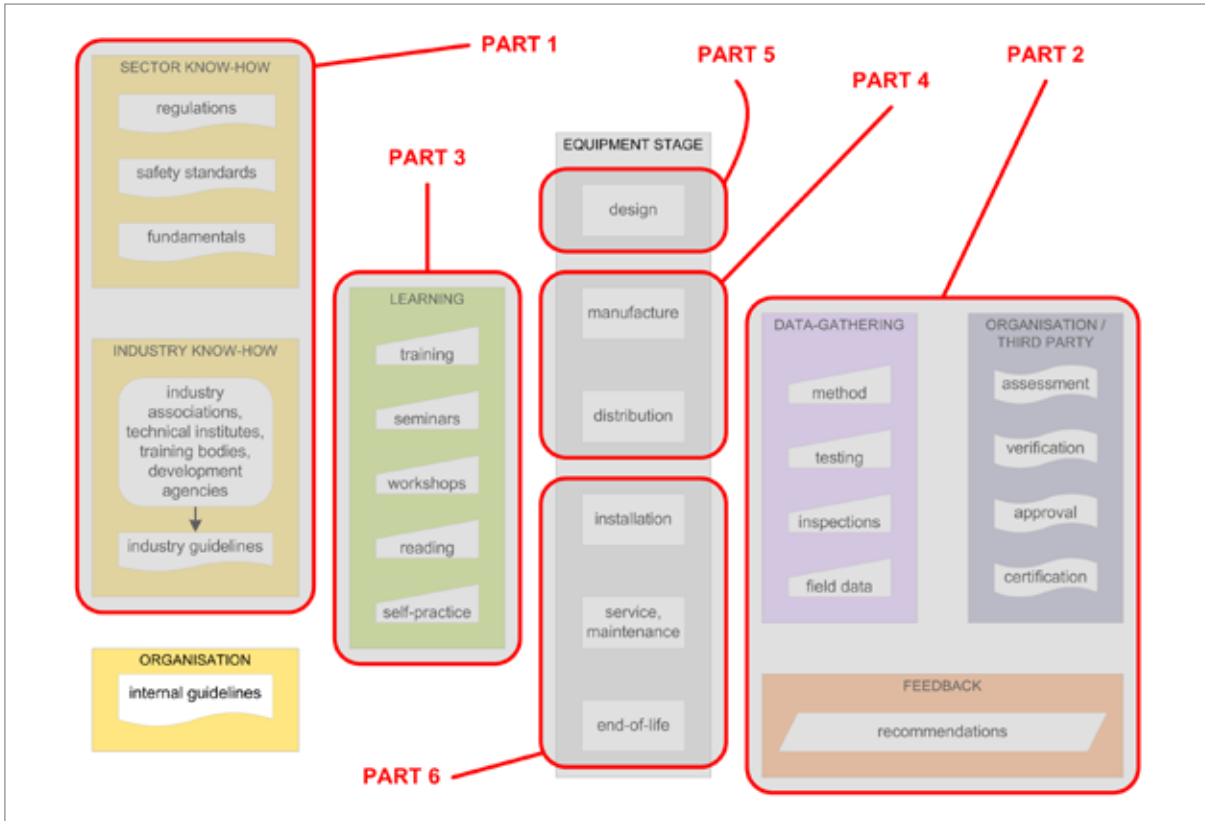 PART 1
SECTOR KNOW-HOW
regulations
safety standards
fundamentals
INDUSTRY KNOW-HOW
industry
associations,
technical institutes,
training bodies,
development
agencies
industry guidelines
ORGANISATION
internal guidelines
PART 3
LEARNING
training
seminars
workshops
reading
self-practice
PART 5
PART 4
EQUIPMENT STAGE
design
manufacture
distribution
installation
service,
maintenance
end-of-life
PART 6
PART 2
DATA-GATHERING
method
testing
inspections
field data
ORGANISATION /
THIRD PARTY
assessment
verification
approval
certification
FEEDBACK
recommendations